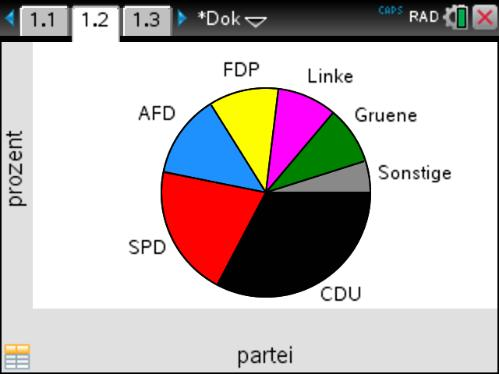 1.1 1.2 1.3 *Dok CAPS RAD
FDP
Linke
AFD
Gruene
Sonstige
prozent
SPD
CDU
partei